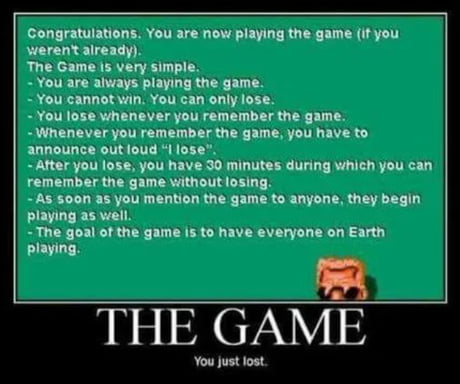 Congratulations. You are now playing the game (if you
weren't already).
The Game is very simple.
- You are always playing the game.
- You cannot win. You can only lose.
- You lose whenever you remember the game.
- Whenever you remember the game, you have to
announce out loud "I lose".
- After you lose, you have 30 minutes during which you can
remember the game without losing.
- As soon as you mention the game to anyone, they begin
playing as well.
- The goal of the game is to have everyone on Earth
playing.
THE GAME
You just lost.